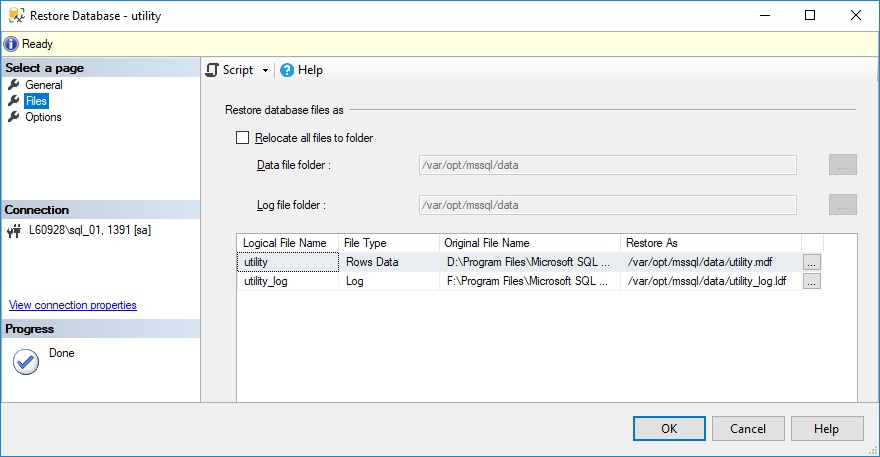 Restore Database - utility
Ready
Select a page
General
Files
Options
Connection
L60928\sql_01, 1391 [sa]
View connection properties
Progress
Done
Script Help
Restore database files as
Relocate all files to folder
Data file folder : /var/opt/mssql/data ...
Log file folder : /var/opt/mssql/data ...
Logical File Name File Type Original File Name Restore As
utility Rows Data D:\Program Files\Microsoft SQL ... /var/opt/mssql/data/utility.mdf ...
utility_log Log F:\Program Files\Microsoft SQL ... /var/opt/mssql/data/utility_log.ldf ...
OK Cancel Help